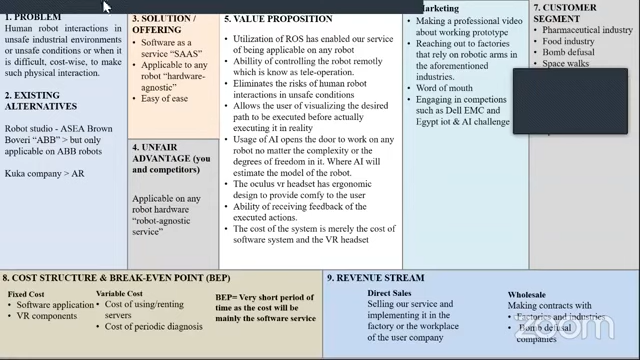 1. PROBLEM
Human robot interactions in
unsafe industrial environments
or unsafe conditions or when it
is difficult, cost-wise, to make
such physical interaction.
2. EXISTING
ALTERNATIVES
Robot studio - ASEA Brown
Boveri “ABB” > but only
applicable on ABB robots
Kuka company > AR
3. SOLUTION /
OFFERING
• Software as a
service “SAAS”
• Applicable to any
robot “hardware-
agnostic”
• Easy of ease
4. UNFAIR
ADVANTAGE (you
and competitors)
Applicable on any
robot hardware
“robot-agnostic
service”
5. VALUE PROPOSITION
• Utilization of ROS has enabled our service
of being applicable on any robot
• Abiility of controlling the robot remotly
which is know as tele-operation.
• Eliminates the risks of human robot
interactions in unsafe conditions
• Allows the user of visualizing the desired
path to be executed before actually
executing it in reality
• Usage of AI opens the door to work on any
robot no matter the complexity or the
degrees of freedom in it. Where AI will
estimate the model of the robot.
• The oculus vr headset has ergonomic
design to provide comfy to the user
• Ability of receiving feedback of the
executed actions.
• The cost of the system is merely the cost of
software system and the VR headset
Marketing
• Making a professional video
about working prototype
• Reaching out to factories
that rely on robotic arms in
the aforementioned
industries.
• Word of mouth
• Engaging in competions
such as Dell EMC and
Egypt iot & AI challenge
7. CUSTOMER
SEGMENT
• Pharmaceutical industry
• Food industry
• Bomb defusal
• Space walks
8. COST STRUCTURE & BREAK-EVEN POINT (BEP)
Fixed Cost
• Software application
• VR components
Variable Cost
• Cost of using/renting
servers
• Cost of periodic diagnosis
BEP= Very short period of
time as the cost will be
mainly the software service
9. REVENUE STREAM
Direct Sales
Selling our service and
implementing it in the
factory or the workplace
of the user company
Wholesale
Making contracts with
• Factories and industries
• Bomb defusal
companies
zoom